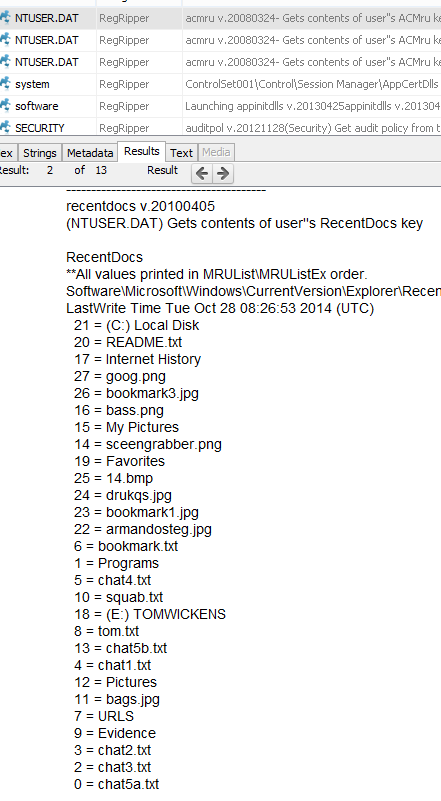 NTUSER.DAT RegRipper acmru v.20080324- Gets contents of user"s ACMru ke
NTUSER.DAT RegRipper acmru v.20080324- Gets contents of user"s ACMru ke
NTUSER.DAT RegRipper acmru v.20080324- Gets contents of user"s ACMru ke
system RegRipper ControlSet001\Control\Session Manager\AppCertDlls
software RegRipper Launching appinitdlls v.20130425appinitdlls v.20130
SECURITY RegRipper auditpol v.20121128(Security) Get audit policy from t
ex Strings Metadata Results Text Media
Result: 2 of 13 Result
----------------------------------------
recentdocs v.20100405
(NTUSER.DAT) Gets contents of user"s RecentDocs key
RecentDocs
**All values printed in MRUList\MRUListEx order.
Software\Microsoft\Windows\CurrentVersion\Explorer\Recen
LastWrite Time Tue Oct 28 08:26:53 2014 (UTC)
21 = (C:) Local Disk
20 = README.txt
17 = Internet History
27 = goog.png
26 = bookmark3.jpg
16 = bass.png
15 = My Pictures
14 = sceengrabber.png
19 = Favorites
25 = 14.bmp
24 = drukqs.jpg
23 = bookmark1.jpg
22 = armandosteg.jpg
6 = bookmark.txt
1 = Programs
5 = chat4.txt
10 = squab.txt
18 = (E:) TOMWICKENS
8 = tom.txt
13 = chat5b.txt
4 = chat1.txt
12 = Pictures
11 = bags.jpg
7 = URLS
9 = Evidence
3 = chat2.txt
2 = chat3.txt
0 = chat5a.txt